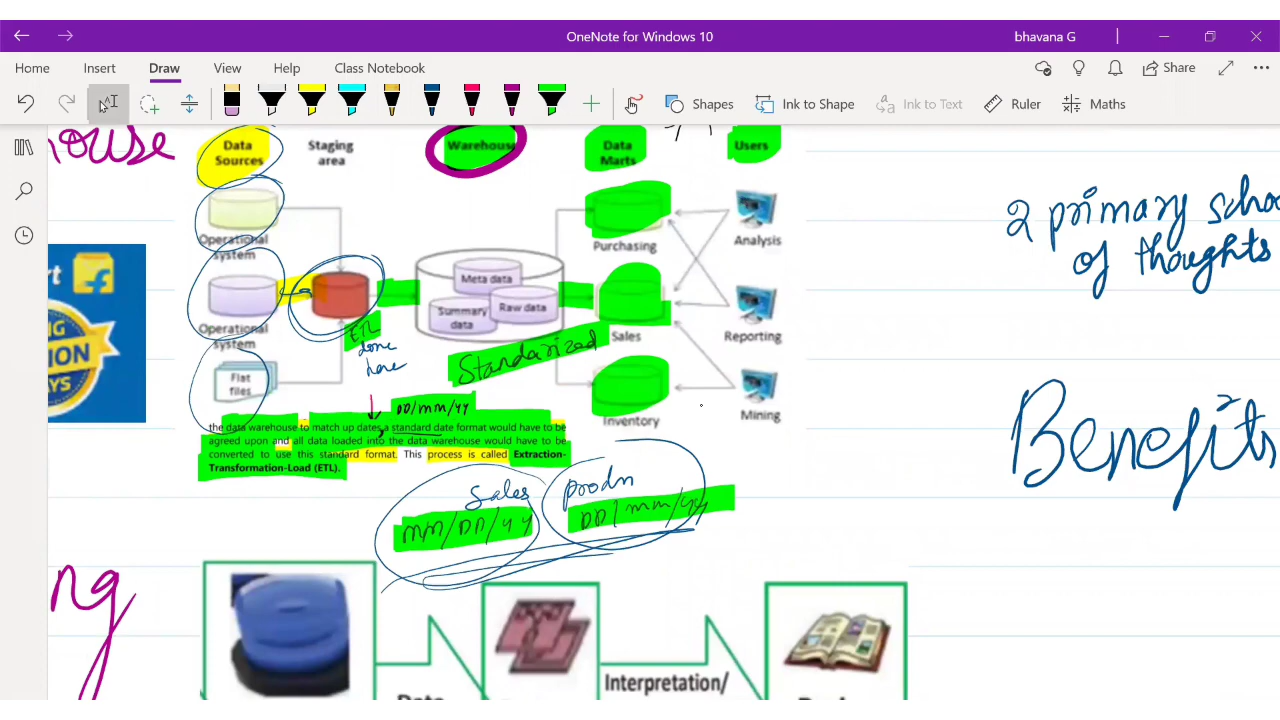 OneNote for Windows 10
bhavana G
Home Insert Draw View Help Class Notebook
Share
Shapes Ink to Shape Ink to Text Ruler Maths
house
Data Sources
Staging area
Warehouse
Data Marts
Users
Operational system
Operational system
Flat files
ETL
done
here
Meta data
Summary data
Raw data
Standarized
Purchasing
Sales
Inventory
Analysis
Reporting
Mining
2 primary schoo
of thoughts
Benefits
DD/mm/yy
the data warehouse to match up dates, a standard date format would have to be
agreed upon and all data loaded into the data warehouse would have to be
converted to use this standard format. This process is called Extraction-
Transformation-Load (ETL).
Sales
MM/DD/yy
prodn
DD/mm/yy
ng
Interpretation/